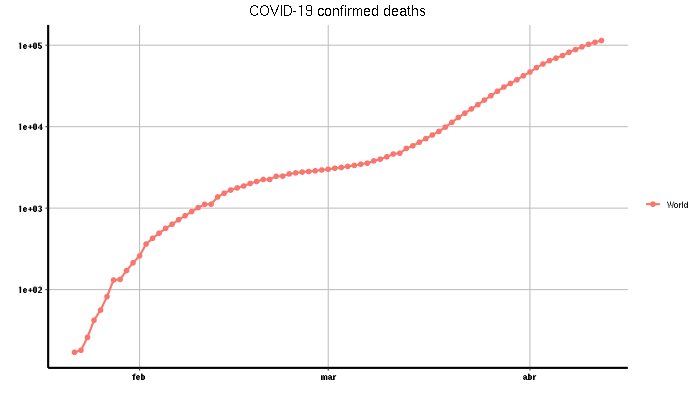 COVID-19 confirmed deaths
1e+05
1e+04
1e+03
1e+02
World
feb mar abr